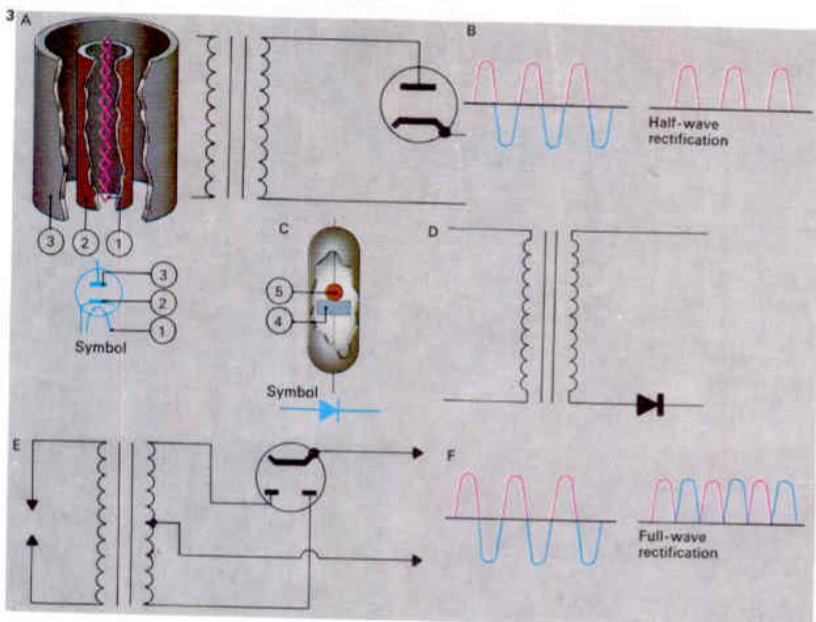 3 A
B
Half-wave
rectification
3
2
1
C
D
3
2
1
Symbol
5
4
Symbol
E
F
Full-wave
rectification